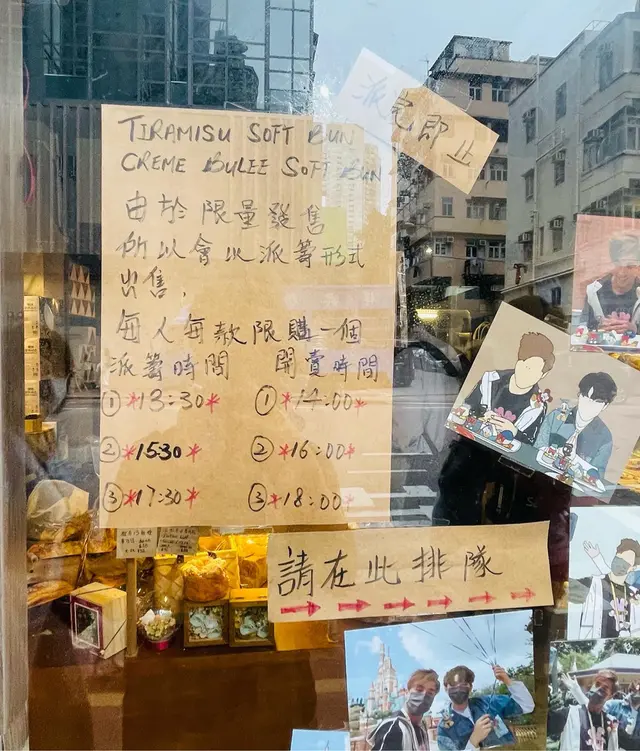 TIRAMISU SOFT BUN
CREME BULEE SOFT BUN
由於限量發售
所以會以派籌形式
出售,
每人每款限購一個
派籌時間 開賣時間
① *13:30* ① *14:00*
② *1530* ② *16:00*
③ *17:30* ③ *18:00*
派完即止
請在此排隊